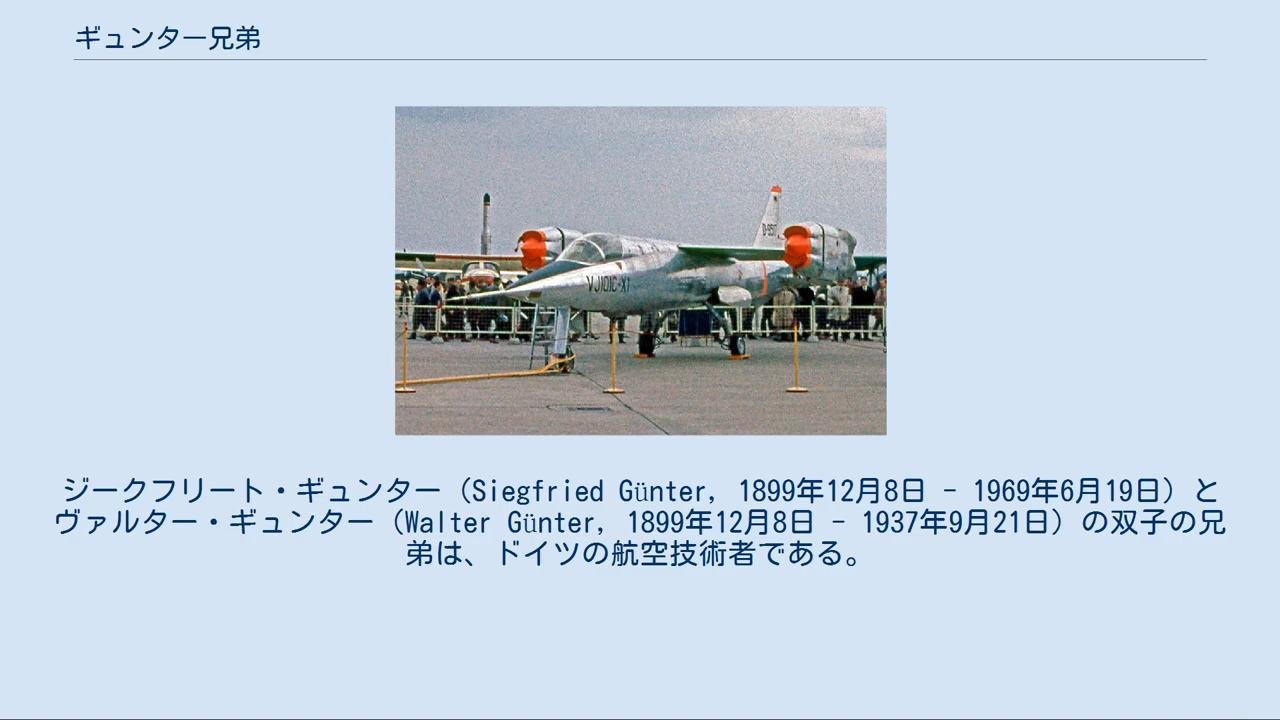 ギュンター兄弟
D-9517
VJ101C-X1
ジークフリート・ギュンター（Siegfried Günter, 1899年12月8日 - 1969年6月19日）と
ヴァルター・ギュンター（Walter Günter, 1899年12月8日 - 1937年9月21日）の双子の兄
弟は、ドイツの航空技術者である。